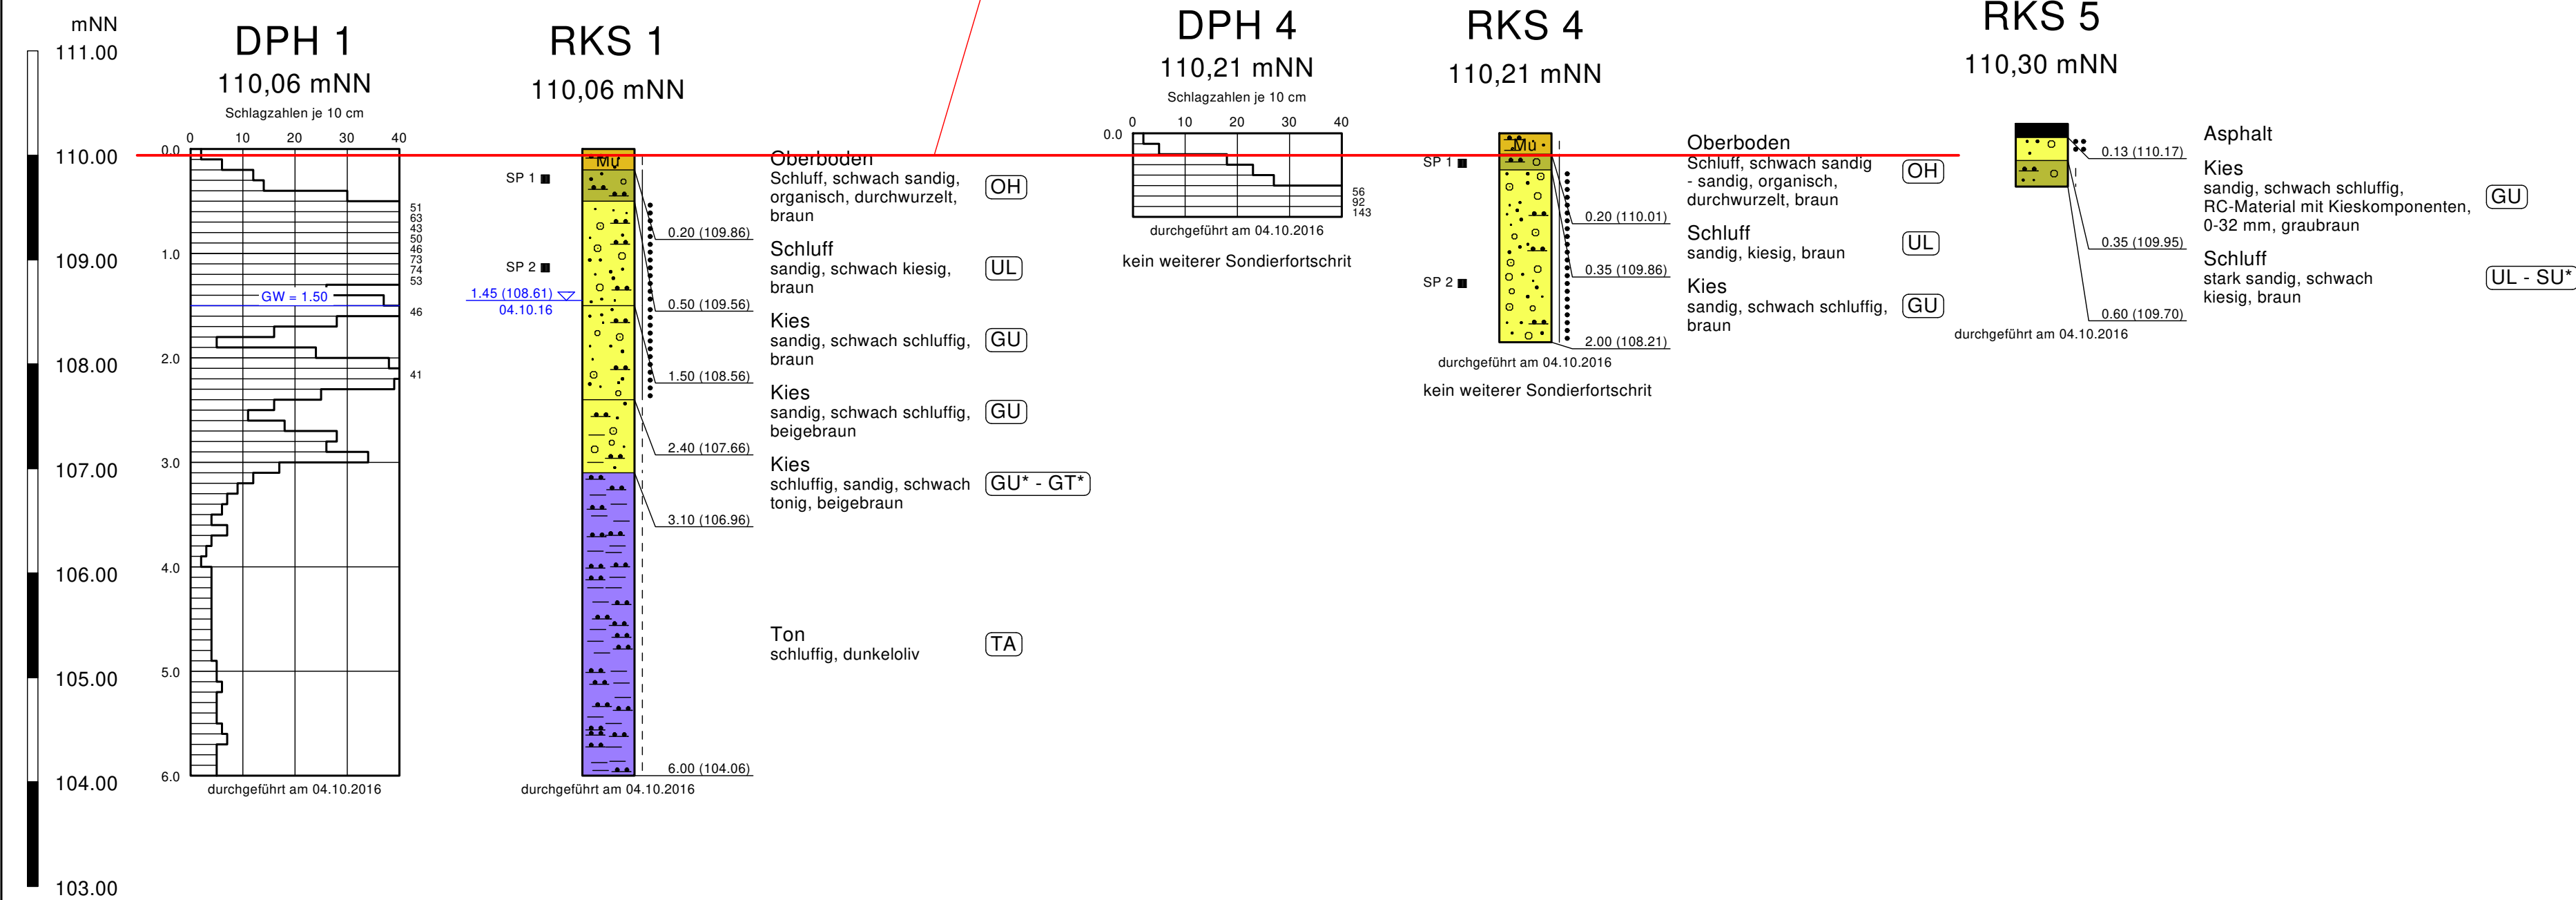 mNN
111.00
110.00
109.00
108.00
107.00
106.00
105.00
104.00
103.00
DPH 1
110,06 mNN
Schlagzahlen je 10 cm
0 10 20 30 40
0.0
1.0
2.0
3.0
4.0
5.0
6.0
51
63
43
50
46
73
74
53
46
41
GW = 1.50
durchgeführt am 04.10.2016
RKS 1
110,06 mNN
Mu
SP 1
SP 2
1.45 (108.61)
04.10.16
0.20 (109.86)
0.50 (109.56)
1.50 (108.56)
2.40 (107.66)
3.10 (106.96)
6.00 (104.06)
durchgeführt am 04.10.2016
Oberboden
Schluff, schwach sandig,
organisch, durchwurzelt,
braun
OH
Schluff
sandig, schwach kiesig,
braun
UL
Kies
sandig, schwach schluffig,
braun
GU
Kies
sandig, schwach schluffig,
beigebraun
GU
Kies
schluffig, sandig, schwach
tonig, beigebraun
GU* - GT*
Ton
schluffig, dunkeloliv
TA
DPH 4
110,21 mNN
Schlagzahlen je 10 cm
0 10 20 30 40
0.0
56
92
143
durchgeführt am 04.10.2016
kein weiterer Sondierfortschrit
RKS 4
110,21 mNN
Mu
SP 1
SP 2
0.20 (110.01)
0.35 (109.86)
2.00 (108.21)
durchgeführt am 04.10.2016
kein weiterer Sondierfortschrit
Oberboden
Schluff, schwach sandig
- sandig, organisch,
durchwurzelt, braun
OH
Schluff
sandig, kiesig, braun
UL
Kies
sandig, schwach schluffig,
braun
GU
RKS 5
110,30 mNN
0.13 (110.17)
0.35 (109.95)
0.60 (109.70)
durchgeführt am 04.10.2016
Asphalt
Kies
sandig, schwach schluffig,
RC-Material mit Kieskomponenten,
0-32 mm, graubraun
GU
Schluff
stark sandig, schwach
kiesig, braun
UL - SU*